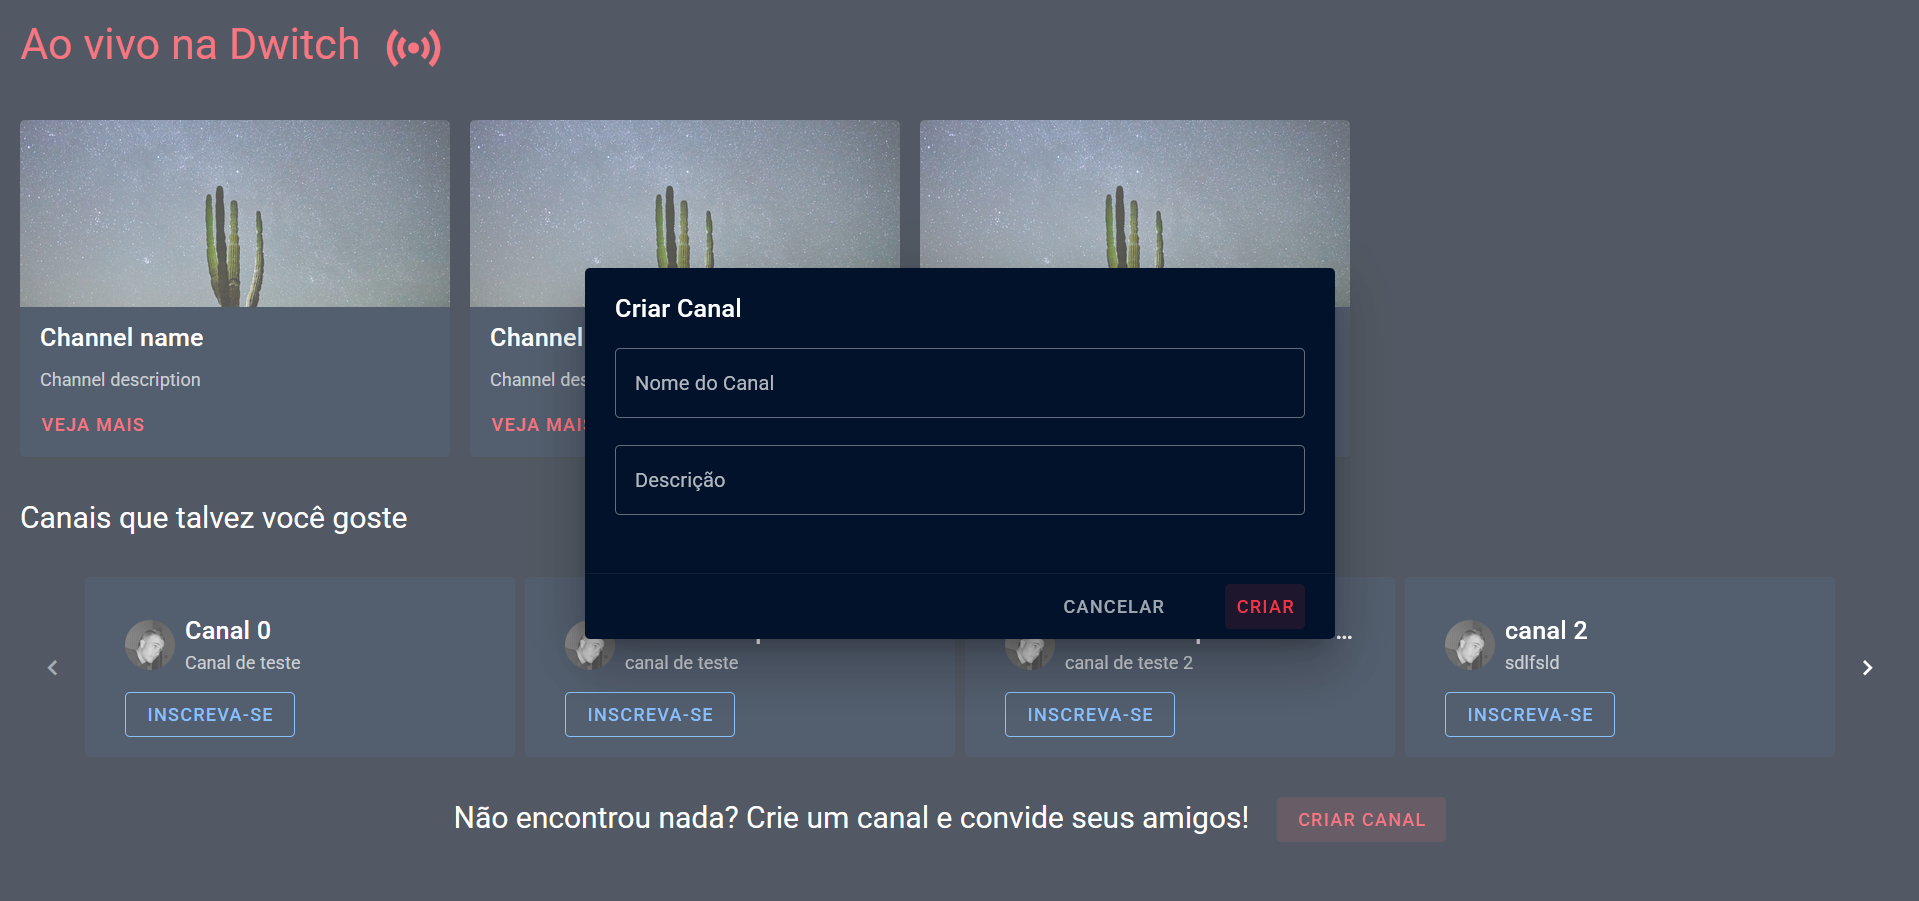 Ao vivo na Dwitch
Channel name
Channel description
VEJA MAIS
Channel
Channel
VEJA
Criar Canal
Nome do Canal
Descrição
CANCELAR
CRIAR
Canais que talvez você goste
Canal 0
Canal de teste
INSCREVA-SE
canal de teste
INSCREVA-SE
...
canal de teste 2
INSCREVA-SE
canal 2
sdlfsld
INSCREVA-SE
Não encontrou nada? Crie um canal e convide seus amigos!
CRIAR CANAL